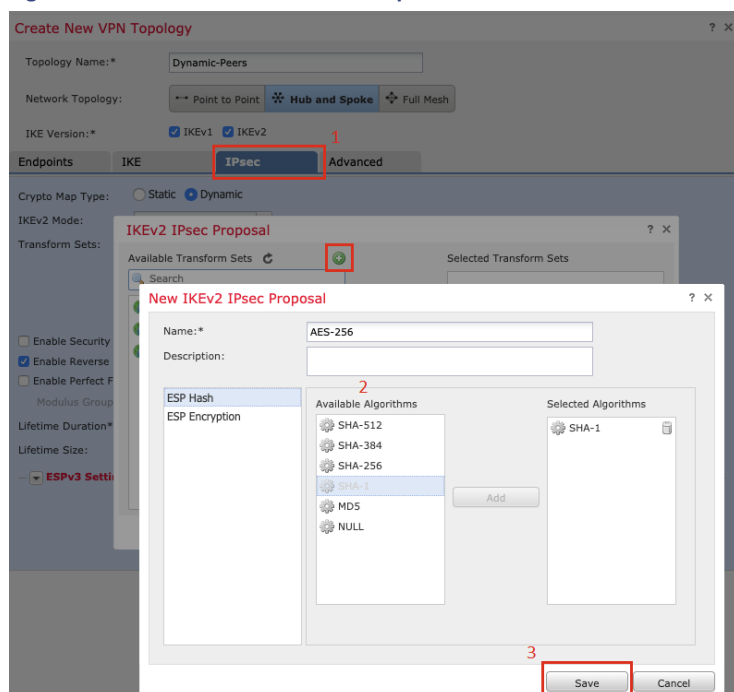 Create New VPN Topology ? X
Topology Name:* Dynamic-Peers
Network Topology: Point to Point Hub and Spoke Full Mesh
IKE Version:* IKEv1 IKEv2
1
Endpoints IKE IPsec Advanced
Crypto Map Type: Static Dynamic
IKEv2 Mode:
Transform Sets:
IKEv2 IPsec Proposal ? X
Available Transform Sets
Selected Transform Sets
Search
New IKEv2 IPsec Proposal ? X
Name:* AES-256
Description:
Enable Security
Enable Reverse
Enable Perfect F
Modulus Group
Lifetime Duration*
Lifetime Size:
ESPv3 Setti
2
ESP Hash
ESP Encryption
Available Algorithms
SHA-512
SHA-384
SHA-256
SHA-1
MD5
NULL
Add
Selected Algorithms
SHA-1
3
Save Cancel